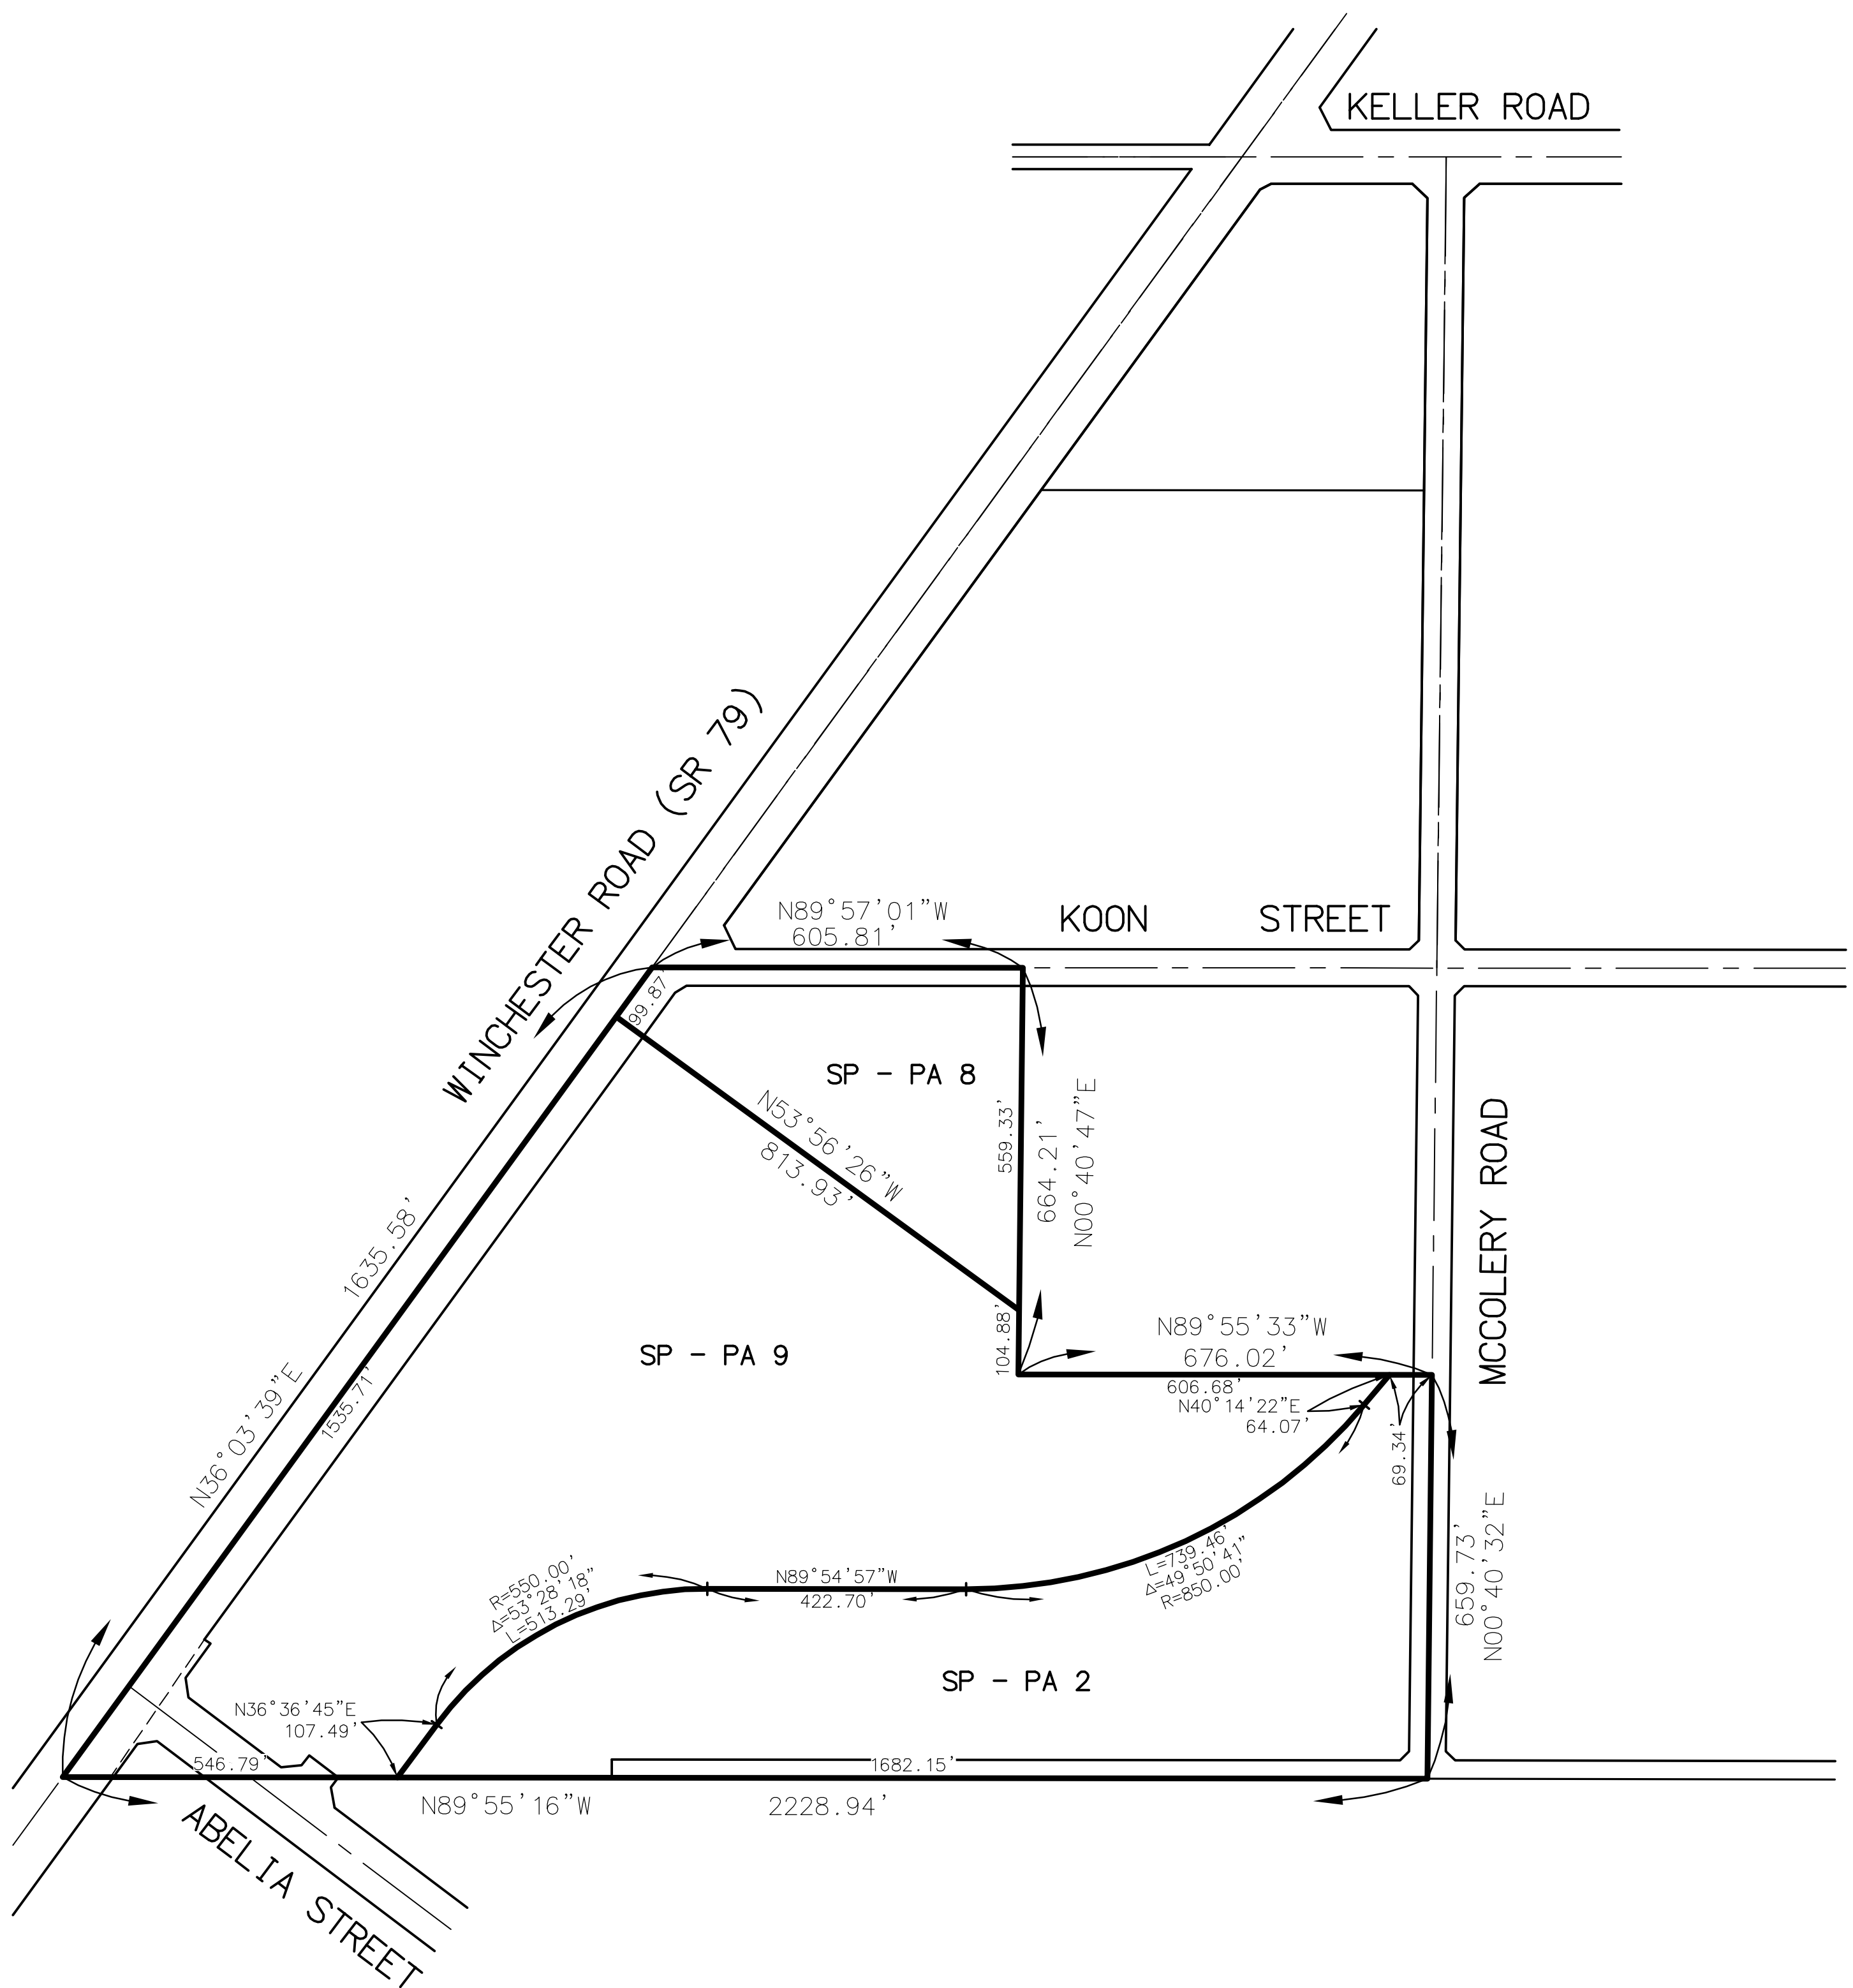 KELLER ROAD
WINCHESTER ROAD (SR 79)
N89°57'01"W
605.81'
KOON STREET
99.87'
SP - PA 8
N53°56'26"W
813.93'
559.33'
664.21'
N00°40'47"E
MCCOLERY ROAD
1635.58'
N36°03'39"E
1535.71'
104.88'
N89°55'33"W
676.02'
SP - PA 9
606.68'
N40°14'22"E
64.07'
69.34'
659.73'
N00°40'32"E
R=550.00'
Δ=53°28'18"
L=513.29'
N89°54'57"W
422.70'
L=739.46'
Δ=49°50'41"
R=850.00'
SP - PA 2
N36°36'45"E
107.49'
546.79'
1682.15'
N89°55'16"W
2228.94'
ABELIA STREET